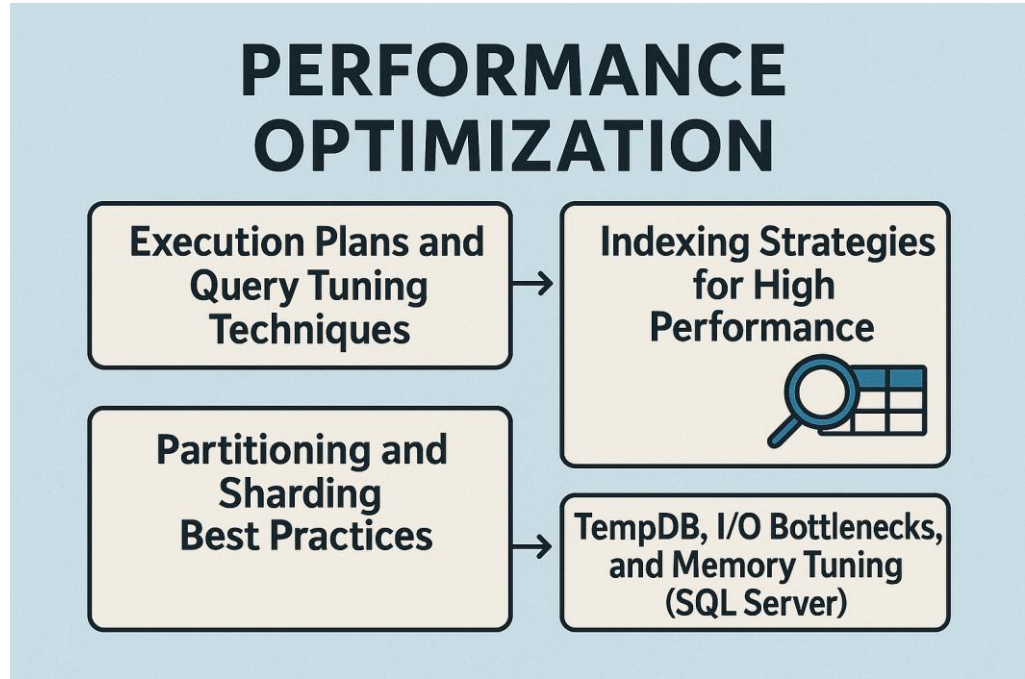 PERFORMANCE
OPTIMIZATION
Execution Plans and
Query Tuning
Techniques
Indexing Strategies
for High
Performance
Partitioning and
Sharding
Best Practices
TempDB, I/O Bottlenecks,
and Memory Tuning
(SQL Server)